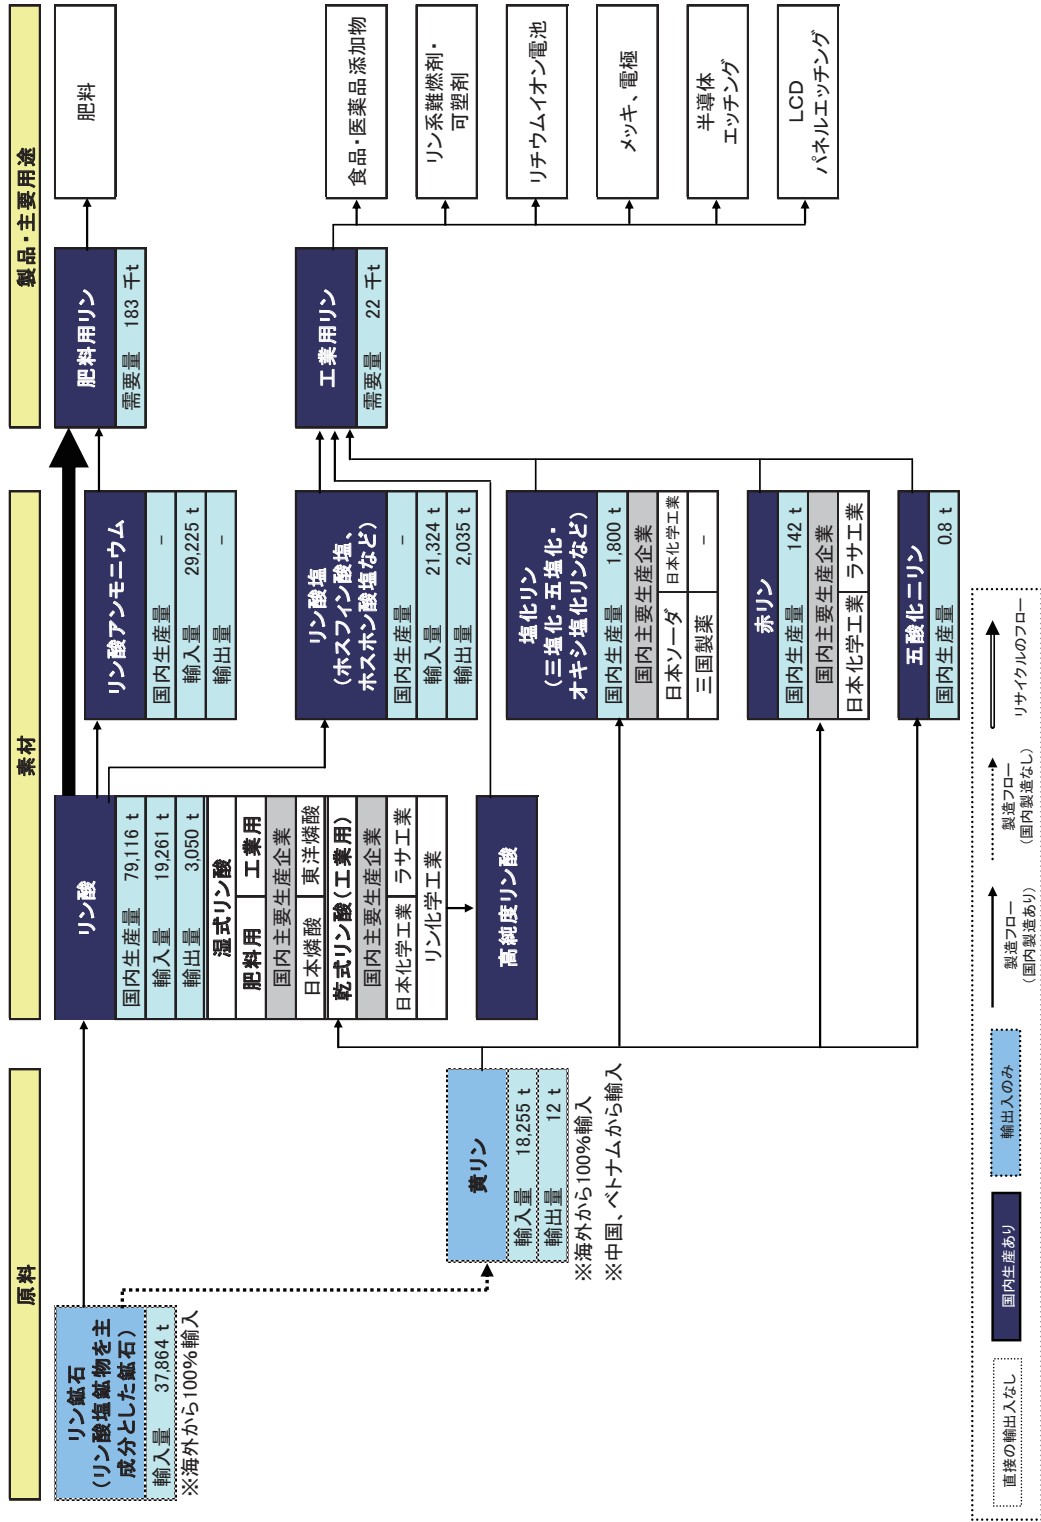 原料
素材
製品・主要用途
リン鉱石
(リン酸塩鉱物を主
成分とした鉱石)
輸入量 37,864 t
※海外から100%輸入
黄リン
輸入量 18,255 t
輸出量 12 t
※海外から100%輸入
※中国、ベトナムから輸入
リン酸
国内生産量 79,116 t
輸入量 19,261 t
輸出量 3,050 t
湿式リン酸
肥料用 工業用
国内主要生産企業
日本燐酸 東洋燐酸
乾式リン酸(工業用)
国内主要生産企業
日本化学工業 ラサ工業
リン化学工業
高純度リン酸
リン酸アンモニウム
国内生産量 −
輸入量 29,225 t
輸出量 −
リン酸塩
(ホスフィン酸塩、
ホスホン酸塩など)
国内生産量 −
輸入量 21,324 t
輸出量 2,035 t
塩化リン
(三塩化・五塩化・
オキシ塩化リンなど)
国内生産量 1,800 t
国内主要生産企業
日本ソーダ 日本化学工業
三国製薬 −
赤リン
国内生産量 142 t
国内主要生産企業
日本化学工業 ラサ工業
五酸化二リン
国内生産量 0.8 t
肥料用リン
需要量 183 千t
工業用リン
需要量 22 千t
肥料
食品・医薬品添加物
リン系難燃剤・
可塑剤
リチウムイオン電池
メッキ、電極
半導体
エッチング
LCD
パネルエッチング
直接の輸出入なし
国内生産あり
輸出入のみ
製造フロー
(国内製造あり)
製造フロー
(国内製造なし)
リサイクルのフロー